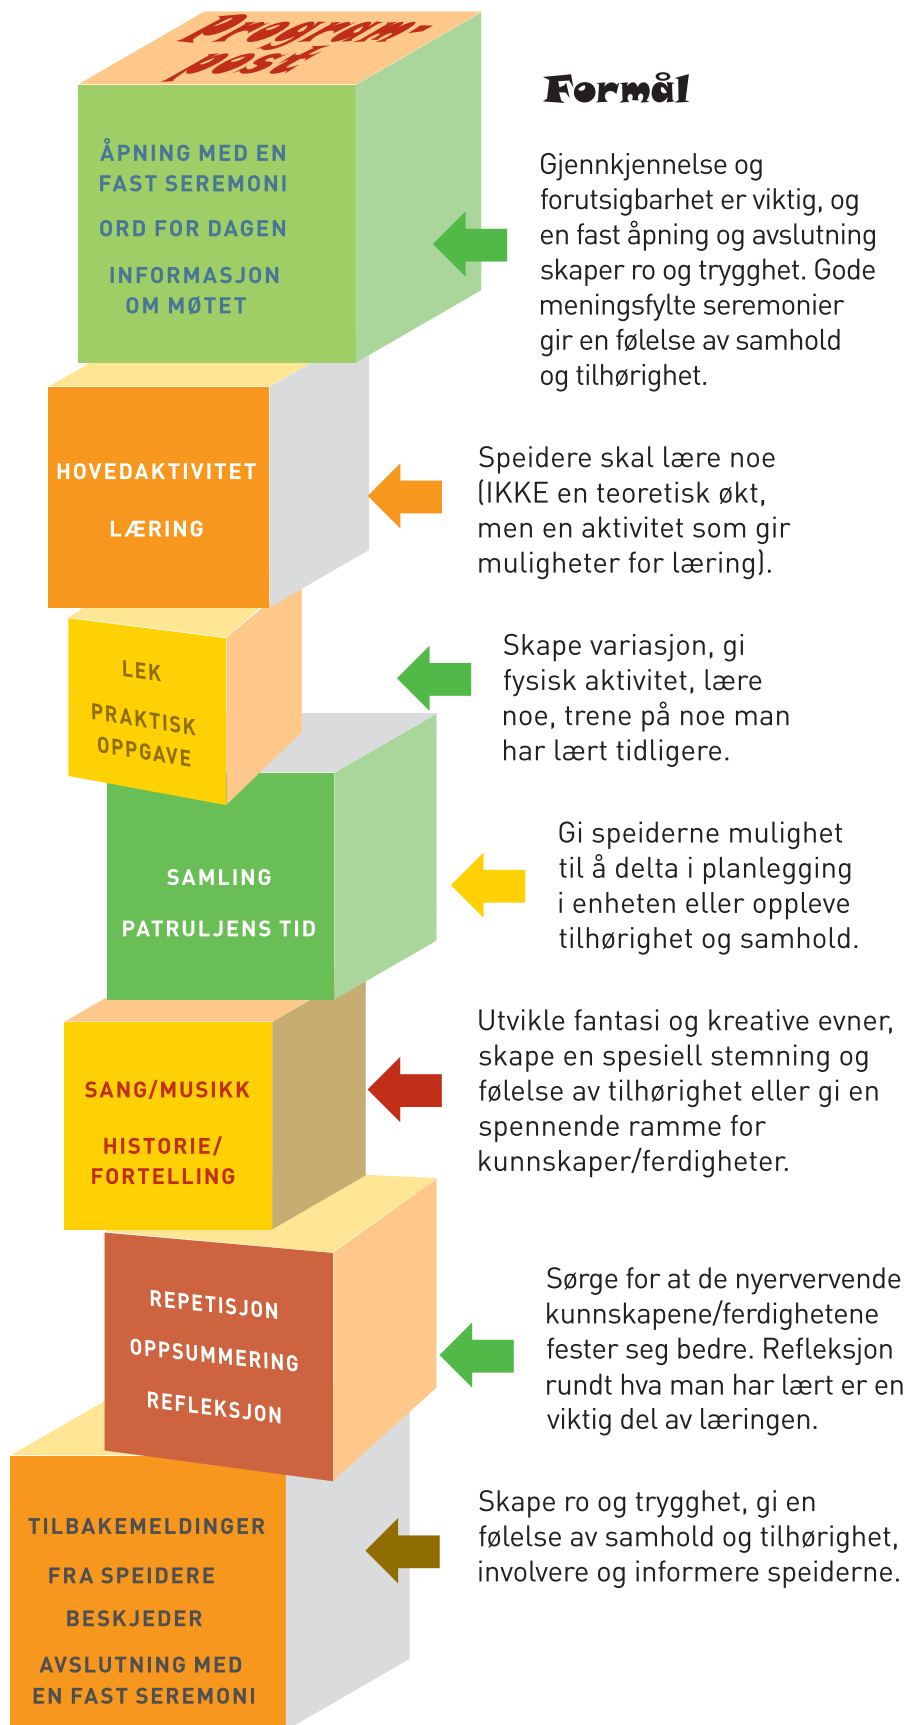 Program-
post
Formål
ÅPNING MED EN
FAST SEREMONI
ORD FOR DAGEN
INFORMASJON
OM MØTET
Gjennkjennelse og
forutsigbarhet er viktig, og
en fast åpning og avslutning
skaper ro og trygghet. Gode
meningsfylte seremonier
gir en følelse av samhold
og tilhørighet.
HOVEDAKTIVITET
LÆRING
Speidere skal lære noe
(IKKE en teoretisk økt,
men en aktivitet som gir
muligheter for læring).
LEK
PRAKTISK
OPPGAVE
Skape variasjon, gi
fysisk aktivitet, lære
noe, trene på noe man
har lært tidligere.
SAMLING
PATRULJENS TID
Gi speiderne mulighet
til å delta i planlegging
i enheten eller oppleve
tilhørighet og samhold.
SANG/MUSIKK
HISTORIE/
FORTELLING
Utvikle fantasi og kreative evner,
skape en spesiell stemning og
følelse av tilhørighet eller gi en
spennende ramme for
kunnskaper/ferdigheter.
REPETISJON
OPPSUMMERING
REFLEKSJON
Sørge for at de nyervervende
kunnskapene/ferdighetene
fester seg bedre. Refleksjon
rundt hva man har lært er en
viktig del av læringen.
TILBAKEMELDINGER
FRA SPEIDERE
BESKJEDER
AVSLUTNING MED
EN FAST SEREMONI
Skape ro og trygghet, gi en
følelse av samhold og tilhørighet,
involvere og informere speiderne.